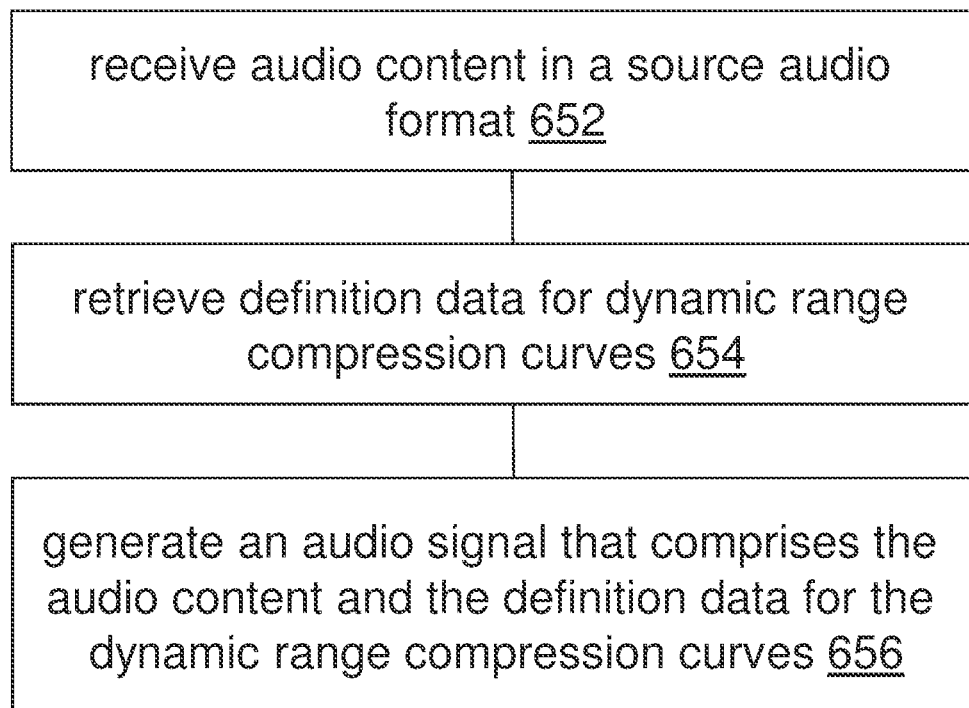 receive audio content in a source audio
format 652
retrieve definition data for dynamic range
compression curves 654
generate an audio signal that comprises the
audio content and the definition data for the
dynamic range compression curves 656